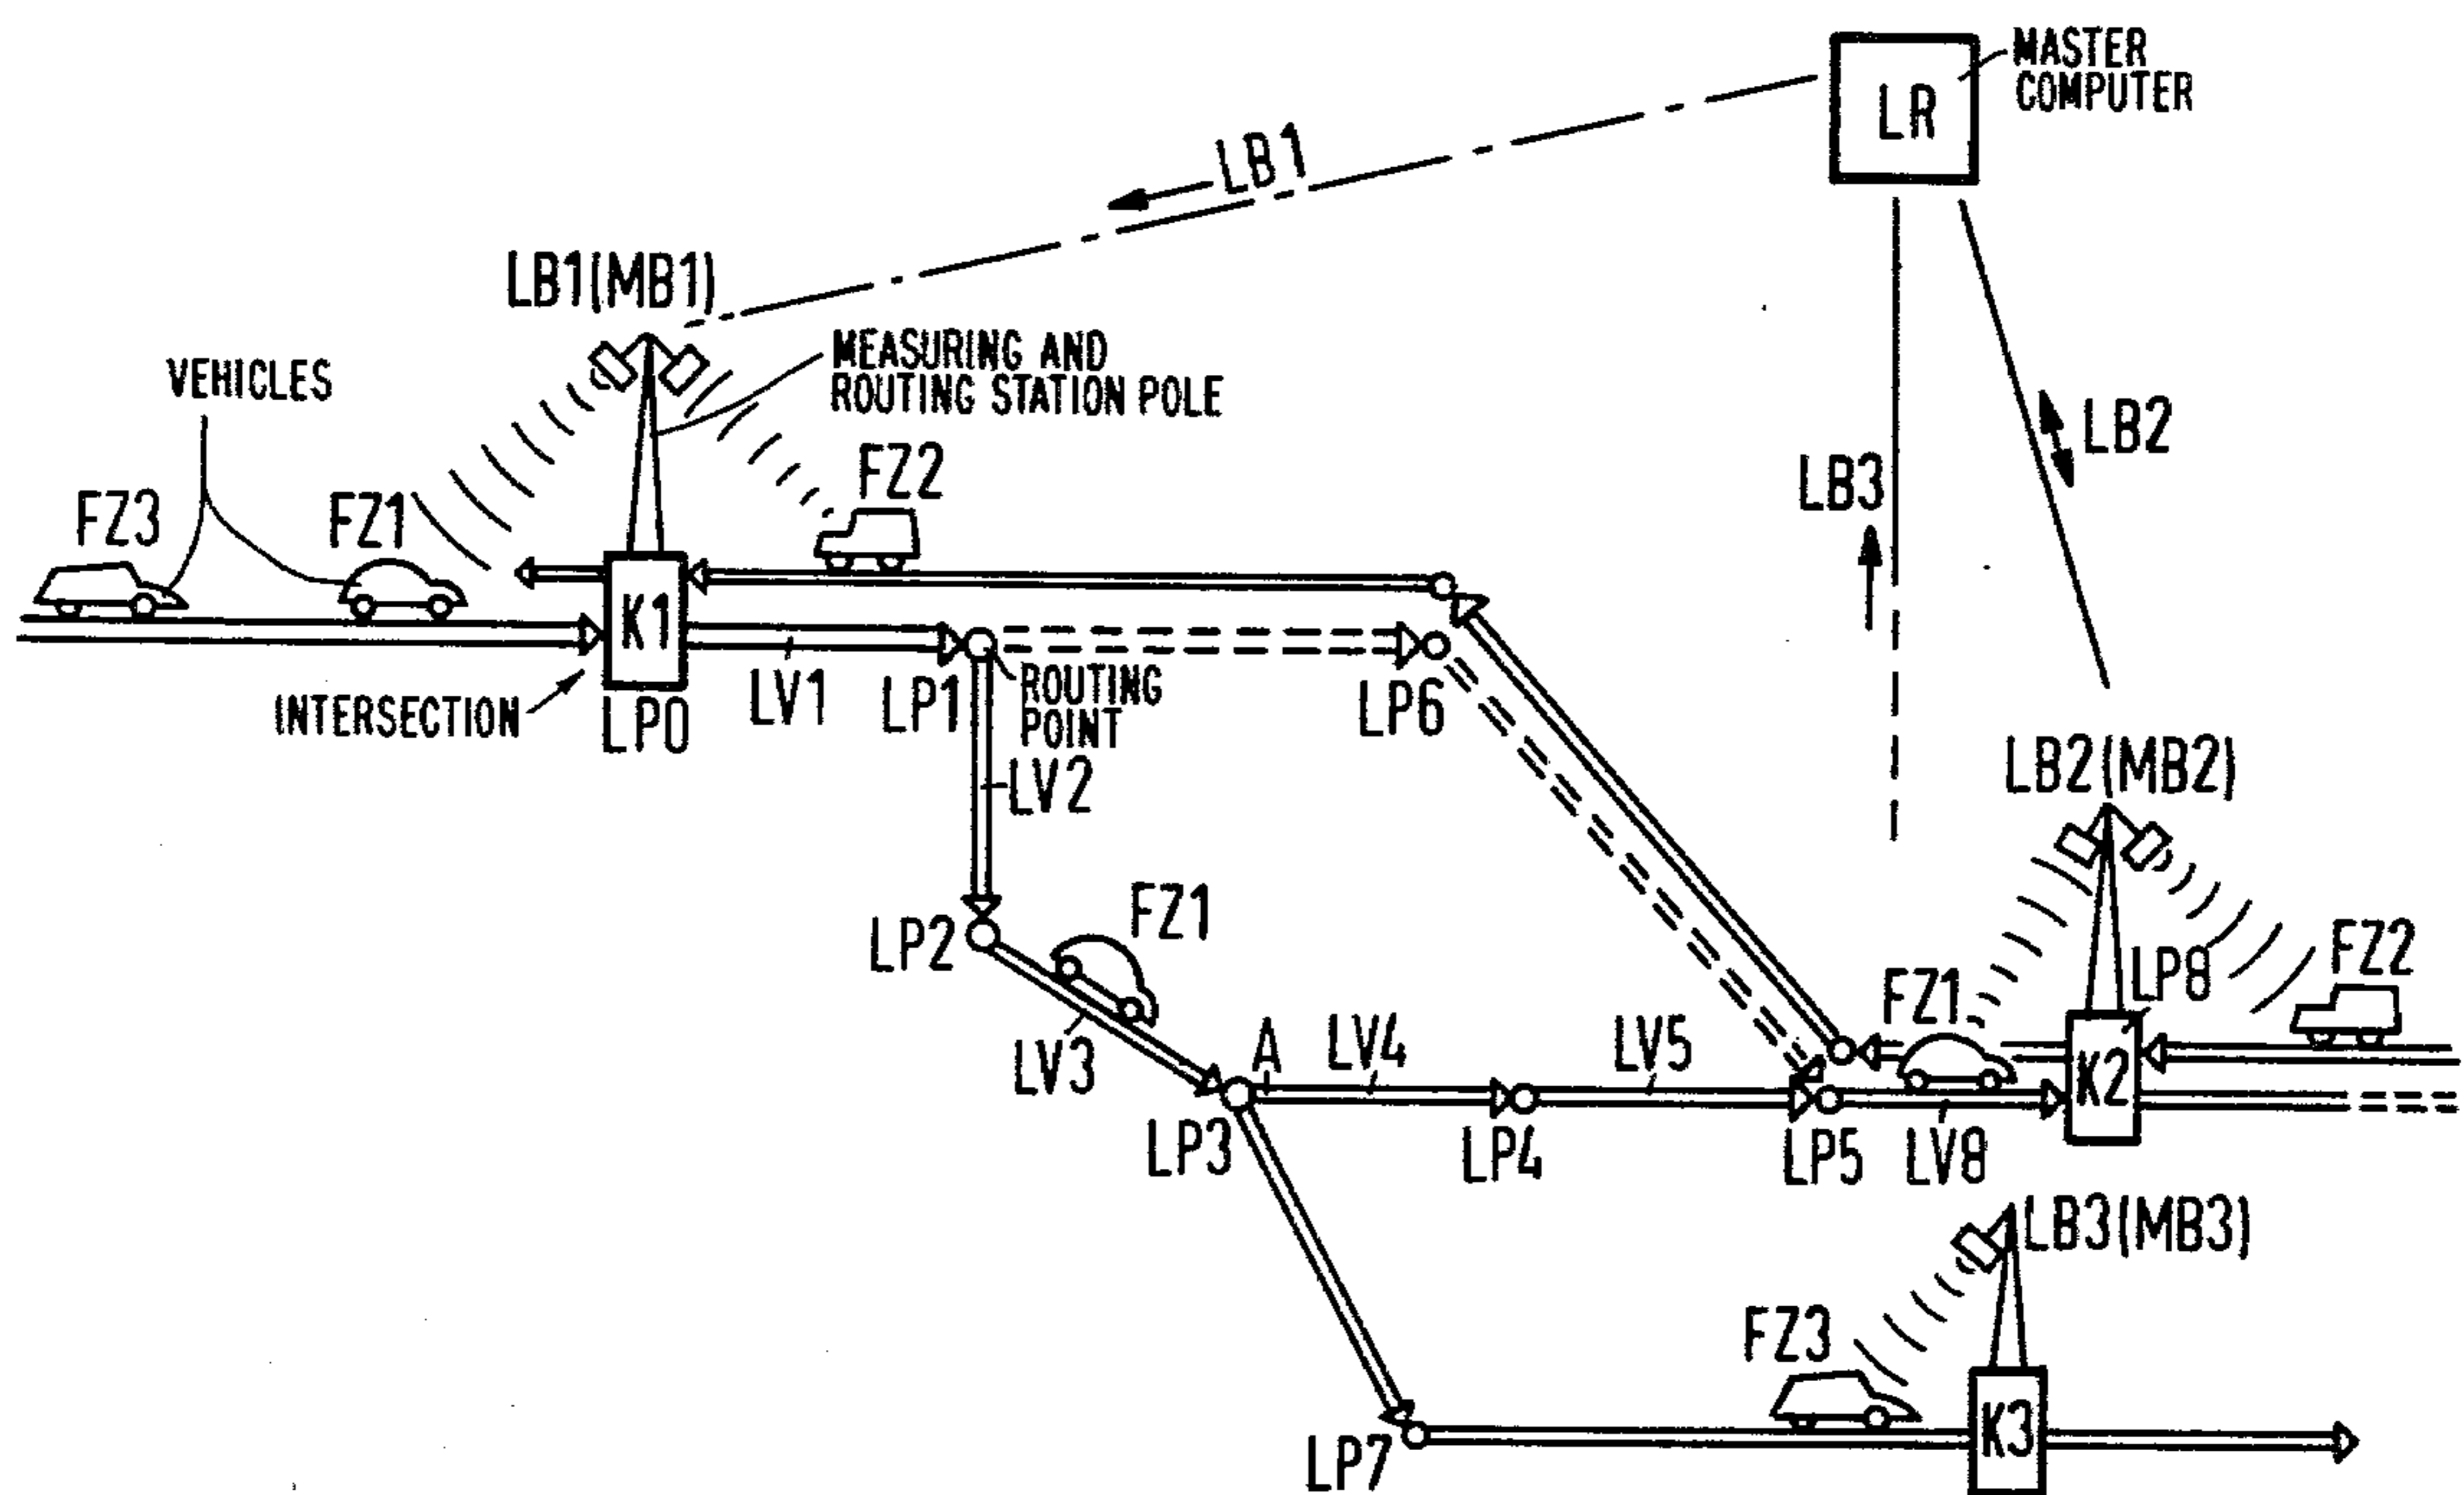 MASTER
COMPUTER
LR
LB1
LB1(MB1)
MEASURING AND
ROUTING STATION POLE
VEHICLES
FZ3
FZ1
FZ2
LB3
LB2
K1
INTERSECTION
LP0
LV1
LP1
ROUTING
POINT
LP6
LV2
LB2(MB2)
LP2
FZ1
LP8
FZ2
FZ1
LV3
A
LV4
LV5
K2
LP3
LP4
LP5
LV8
LB3(MB3)
FZ3
K3
LP7